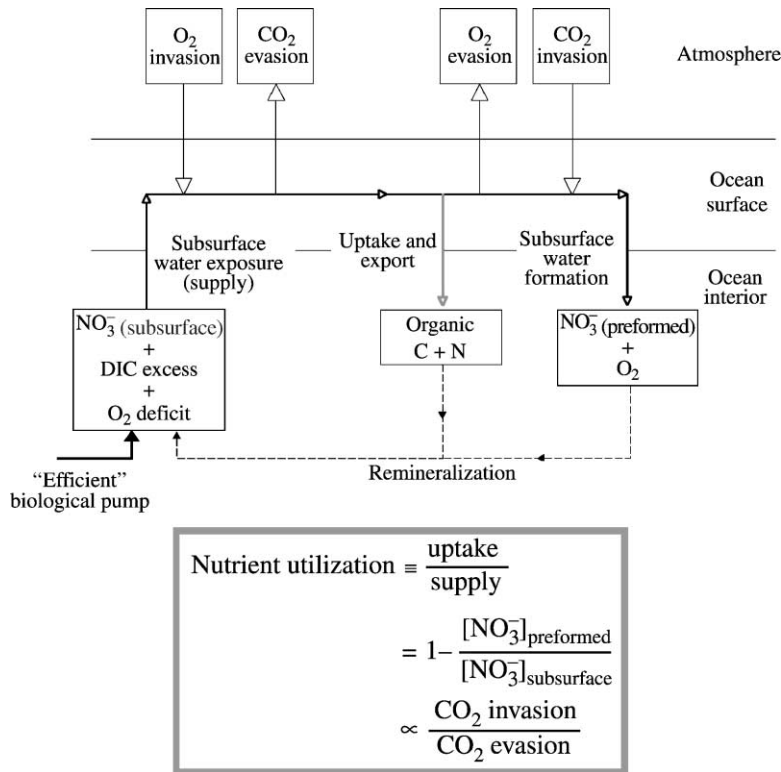 O₂
invasion
CO₂
evasion
O₂
evasion
CO₂
invasion
Atmosphere
Ocean
surface
Subsurface
water exposure
(supply)
Uptake and
export
Subsurface
water
formation
Ocean
interior
NO₃⁻ (subsurface)
+
DIC excess
+
O₂ deficit
Organic
C + N
NO₃⁻ (preformed)
+
O₂
“Efficient”
biological pump
Remineralization
Nutrient utilization ≡ uptake / supply
= 1– [NO₃⁻]preformed / [NO₃⁻]subsurface
∝ CO₂ invasion / CO₂ evasion